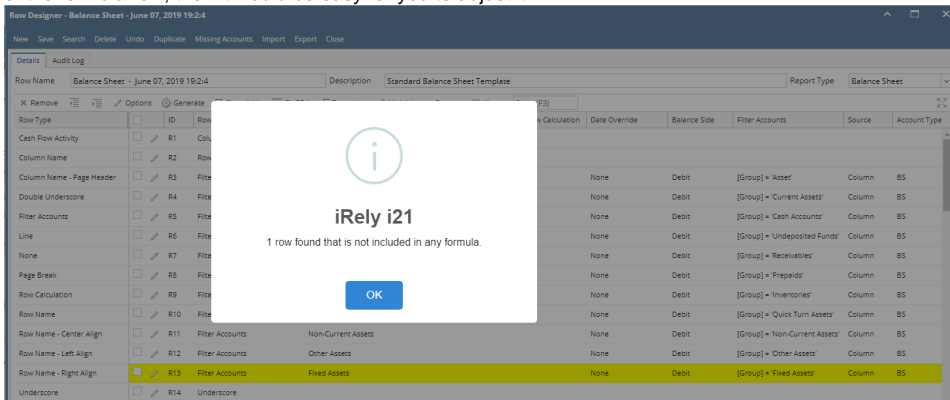 Row Designer - Balance Sheet - June 07, 2019 19:2:4
New Save Search Delete Undo Duplicate Missing Accounts Import Export Close
Details Audit Log
Row Name Balance Sheet - June 07, 2019 19:2:4 Description Standard Balance Sheet Template Report Type Balance Sheet
Remove Options Generate
Row Type ID Calculation Date Override Balance Side Filter Accounts Source Account Type
Cash Flow Activity R1
Column Name R2
Column Name - Page Header R3 None Debit [Group] = 'Asset' Column BS
Double Underscore R4 None Debit [Group] = 'Current Assets' Column BS
Filter Accounts R5 None Debit [Group] = 'Cash Accounts' Column BS
Line R6 None Debit [Group] = 'Undeposited Funds' Column BS
None R7 None Debit [Group] = 'Receivables' Column BS
Page Break R8 None Debit [Group] = 'Prepaids' Column BS
Row Calculation R9 None Debit [Group] = 'Inventories' Column BS
Row Name R10 None Debit [Group] = 'Quick Turn Assets' Column BS
Row Name - Center Align R11 Filter Accounts Non-Current Assets None Debit [Group] = 'Non-Current Assets' Column BS
Row Name - Left Align R12 Filter Accounts Other Assets None Debit [Group] = 'Other Assets' Column BS
Row Name - Right Align R13 Filter Accounts Fixed Assets None Debit [Group] = 'Fixed Assets' Column BS
Underscore R14 Underscore
iRely i21
1 row found that is not included in any formula.
OK